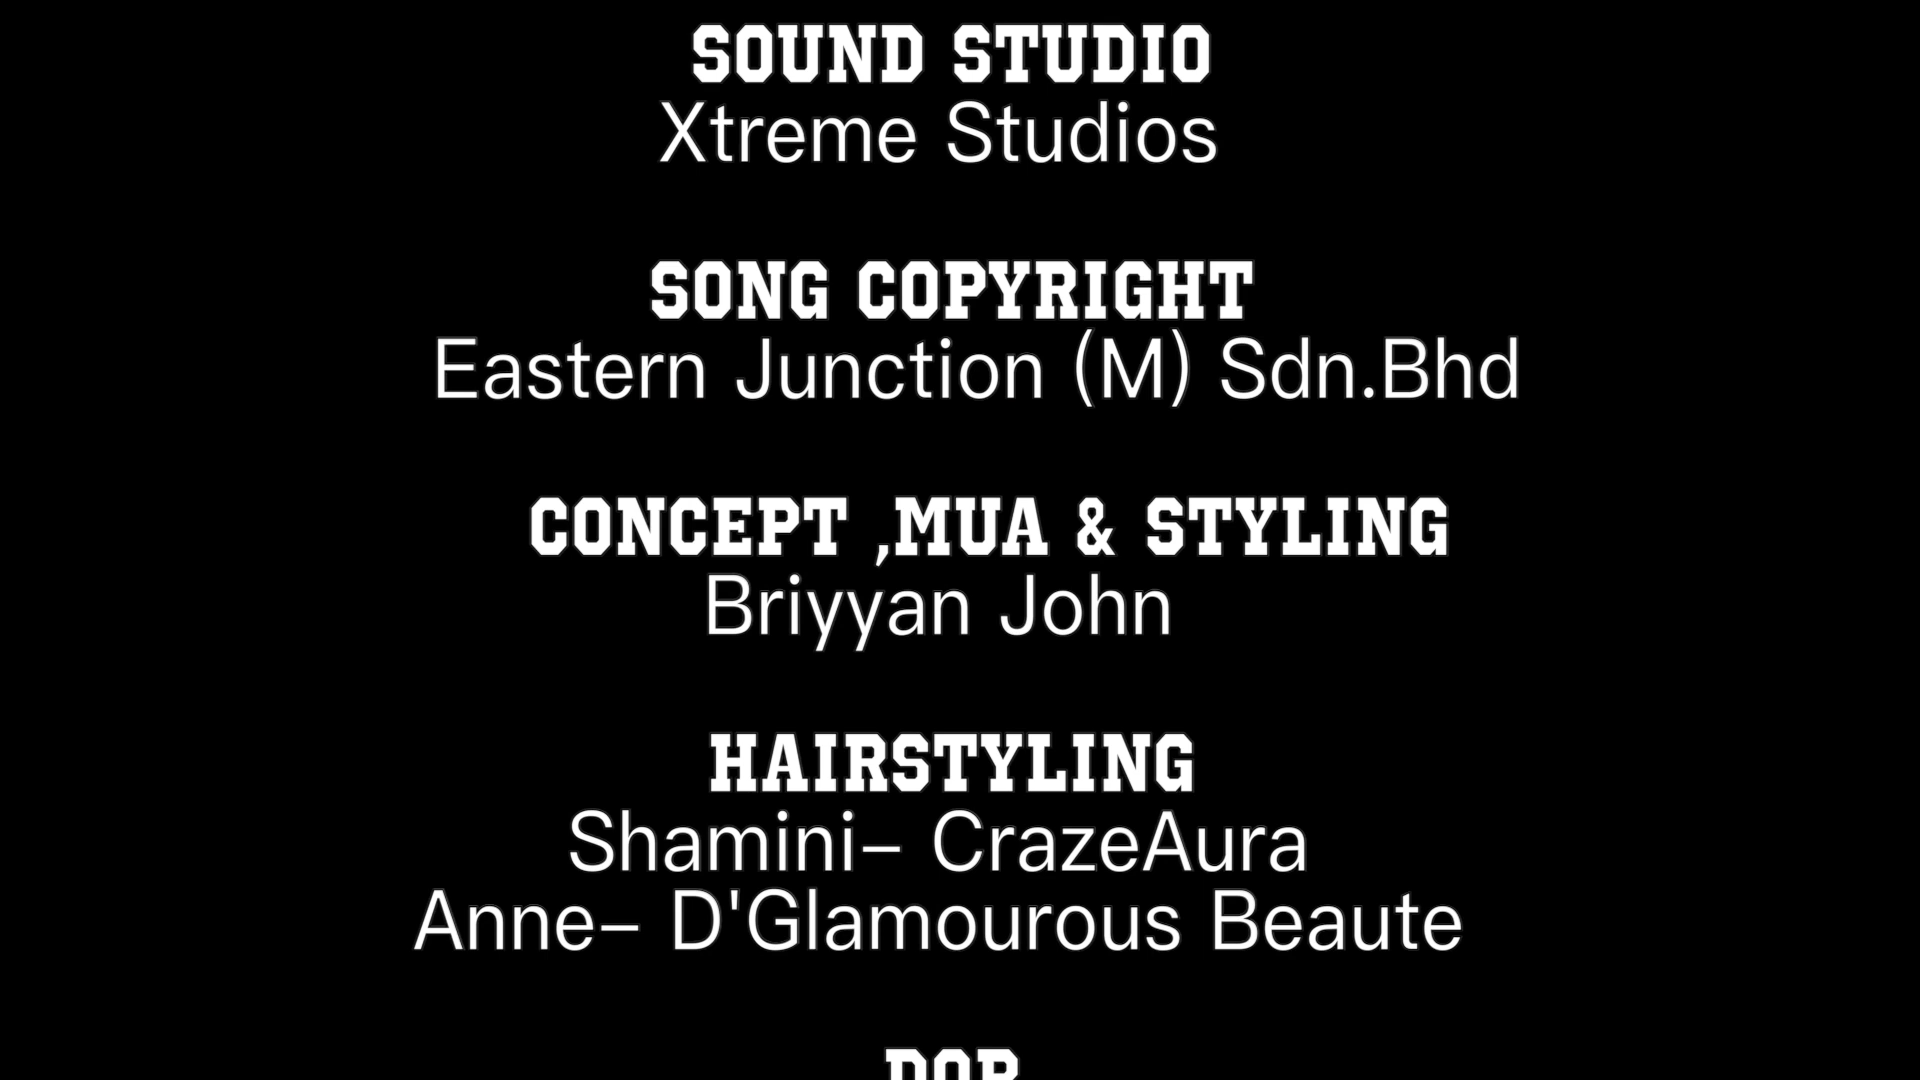 SOUND STUDIO
Xtreme Studios
SONG COPYRIGHT
Eastern Junction (M) Sdn.Bhd
CONCEPT ,MUA & STYLING
Briyyan John
HAIRSTYLING
Shamini– CrazeAura
Anne– D'Glamourous Beaute